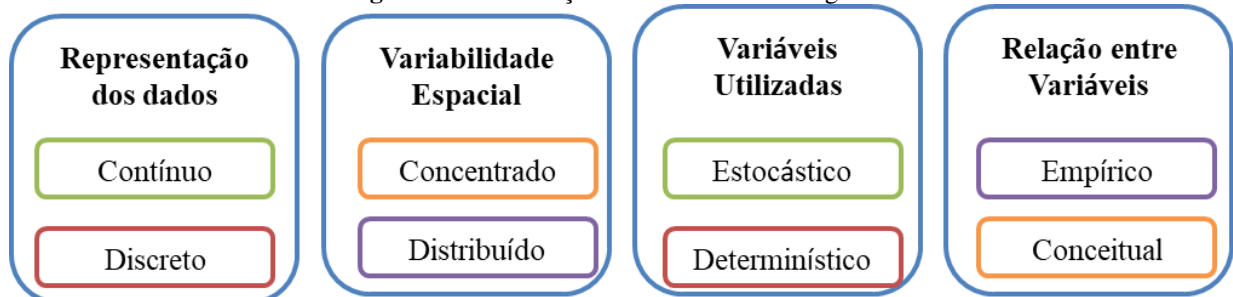 Representação
dos dados
Contínuo
Discreto
Variabilidade
Espacial
Concentrado
Distribuído
Variáveis
Utilizadas
Estocástico
Determinístico
Relação entre
Variáveis
Empírico
Conceitual